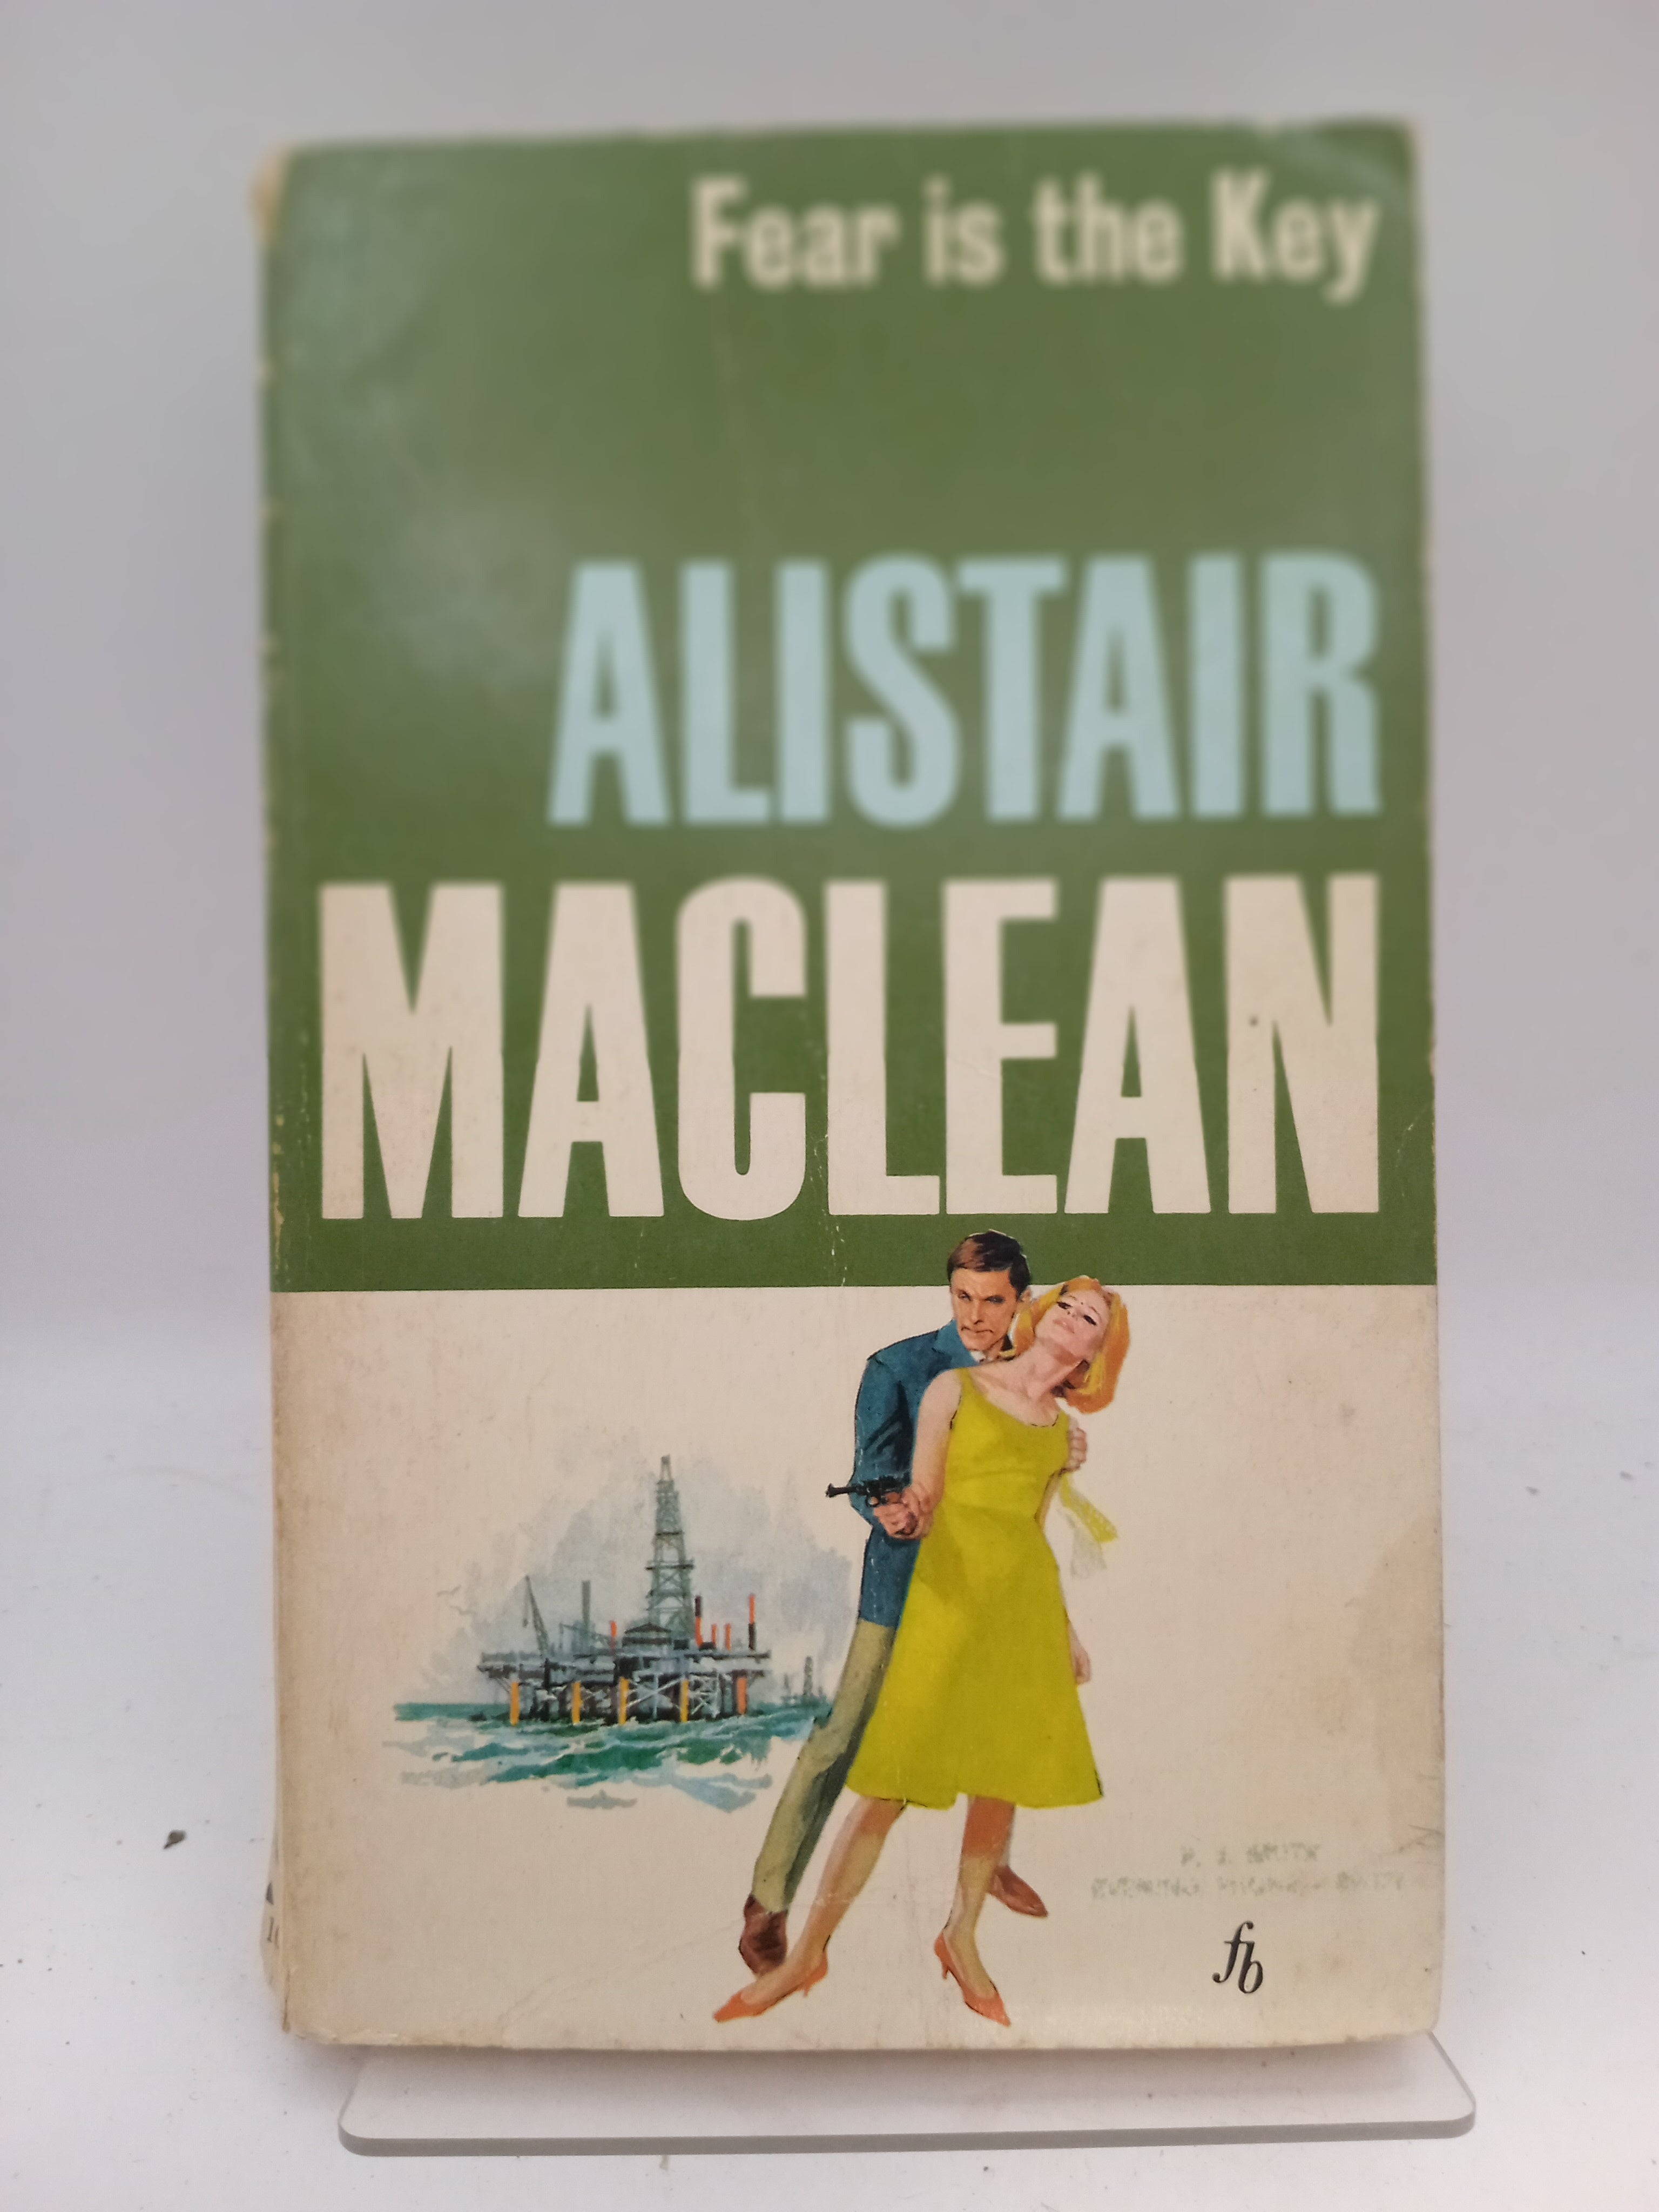 Fear is the Key
ALISTAIR
MACLEAN
fb